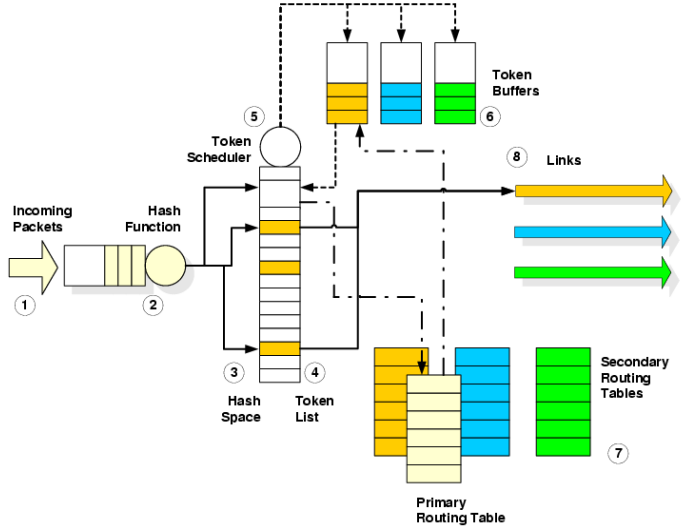 Token
Buffers
5
6
Token
Scheduler
8
Links
Incoming
Packets
Hash
Function
1
2
3
4
Hash
Space
Token
List
Secondary
Routing
Tables
7
Primary
Routing Table